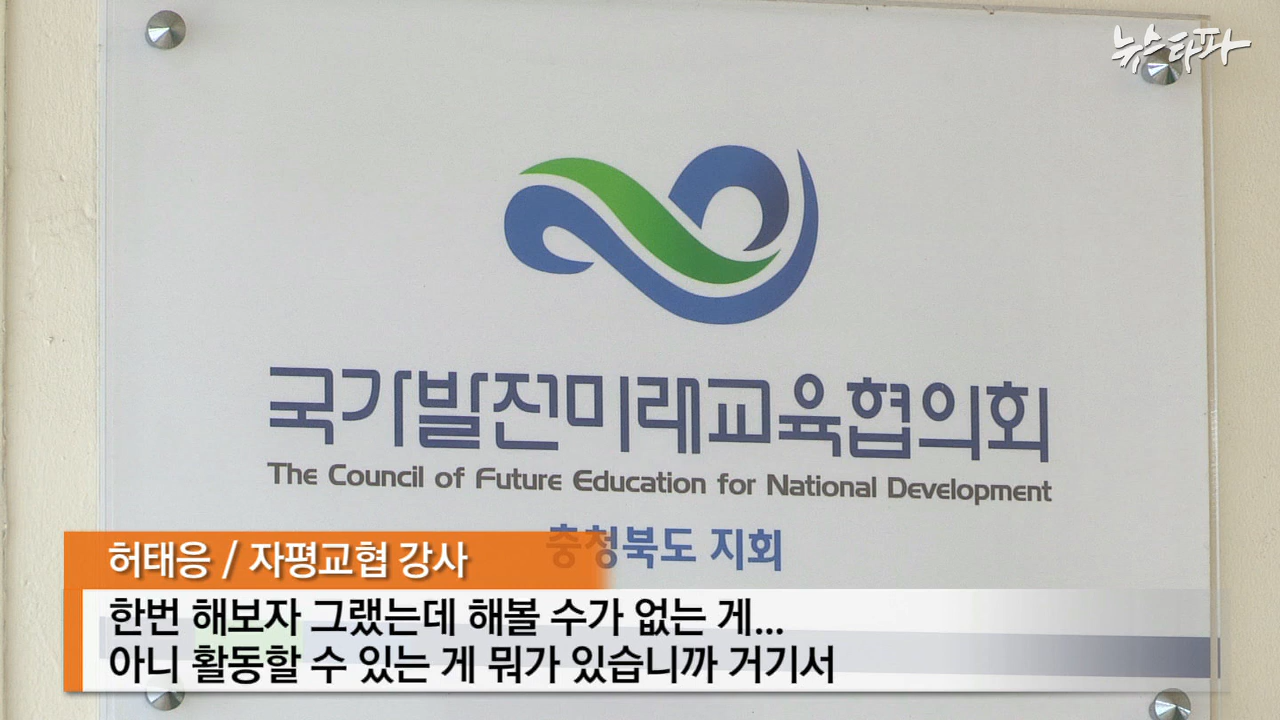 뉴스타파
국가발전미래교육협의회
The Council of Future Education for National Development
충청북도 지회
허태응 / 자평교협 강사
한번 해보자 그랬는데 해볼 수가 없는 게...
아니 활동할 수 있는 게 뭐가 있습니까 거기서